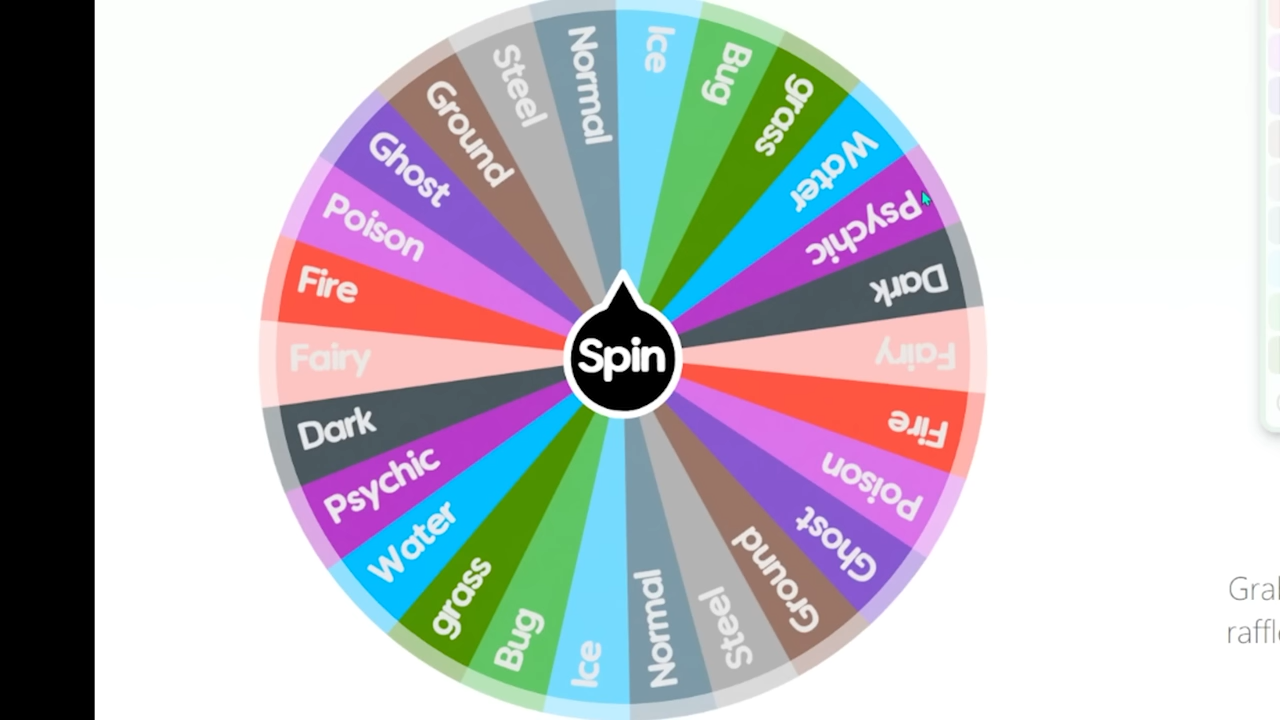 Ice
Bug
grass
Water
Psychic
Dark
Fairy
Fire
Poison
Ghost
Ground
Steel
Normal
Ice
Bug
grass
Water
Psychic
Dark
Fairy
Fire
Poison
Ghost
Ground
Steel
Normal
Spin
raffl